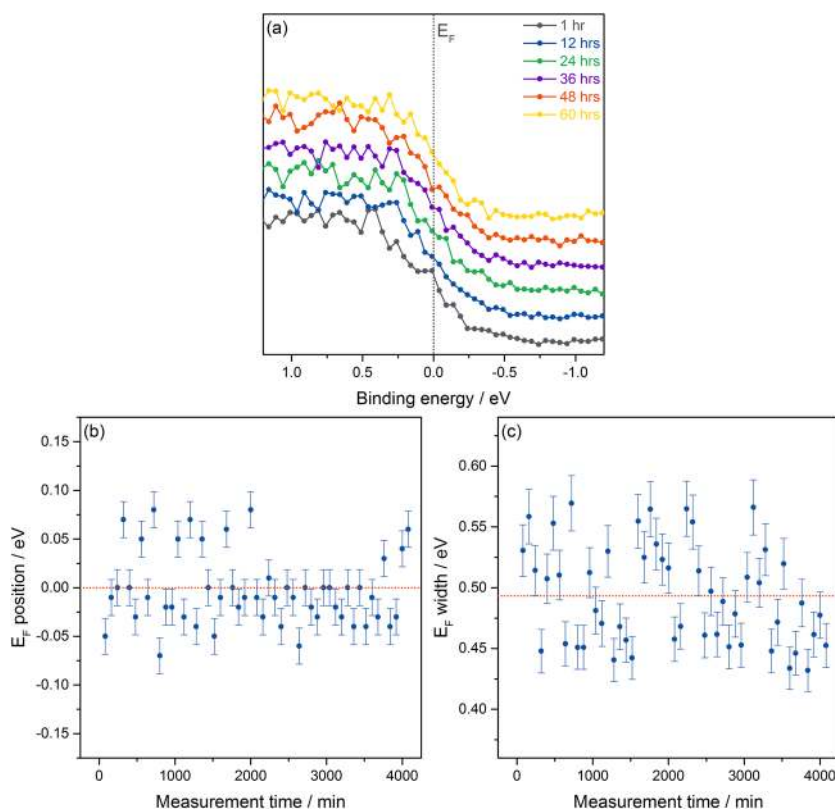 (a)
E_F
1 hr
12 hrs
24 hrs
36 hrs
48 hrs
60 hrs
1.0 0.5 0.0 -0.5 -1.0
Binding energy / eV
(b)
0.15
0.10
0.05
0.00
-0.05
-0.10
-0.15
E_F position / eV
0 1000 2000 3000 4000
Measurement time / min
(c)
0.60
0.55
0.50
0.45
0.40
E_F width / eV
0 1000 2000 3000 4000
Measurement time / min